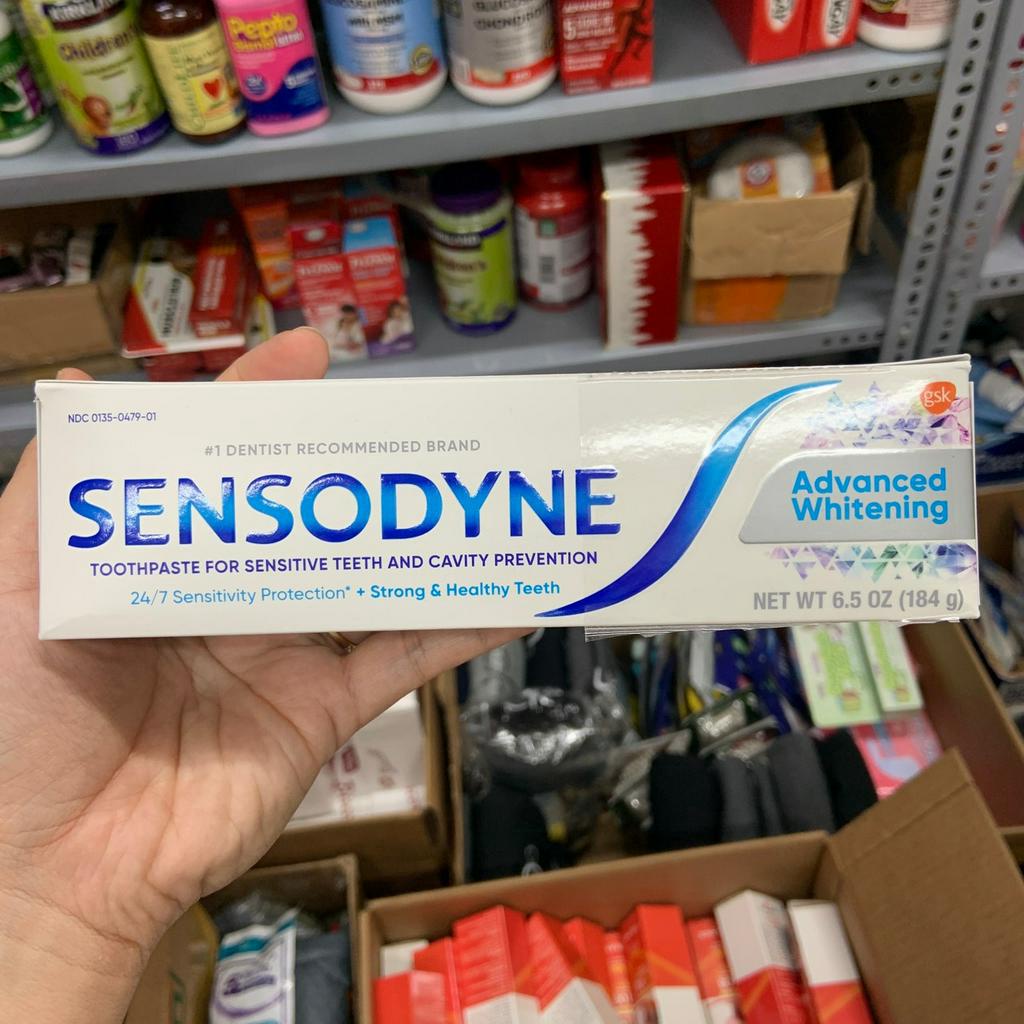 Children's
Pepto
NDC 0135-0479-01
#1 DENTIST RECOMMENDED BRAND
SENSODYNE
TOOTHPASTE FOR SENSITIVE TEETH AND CAVITY PREVENTION
24/7 Sensitivity Protection* + Strong & Healthy Teeth
gsk
Advanced
Whitening
NET WT 6.5 OZ (184 g)